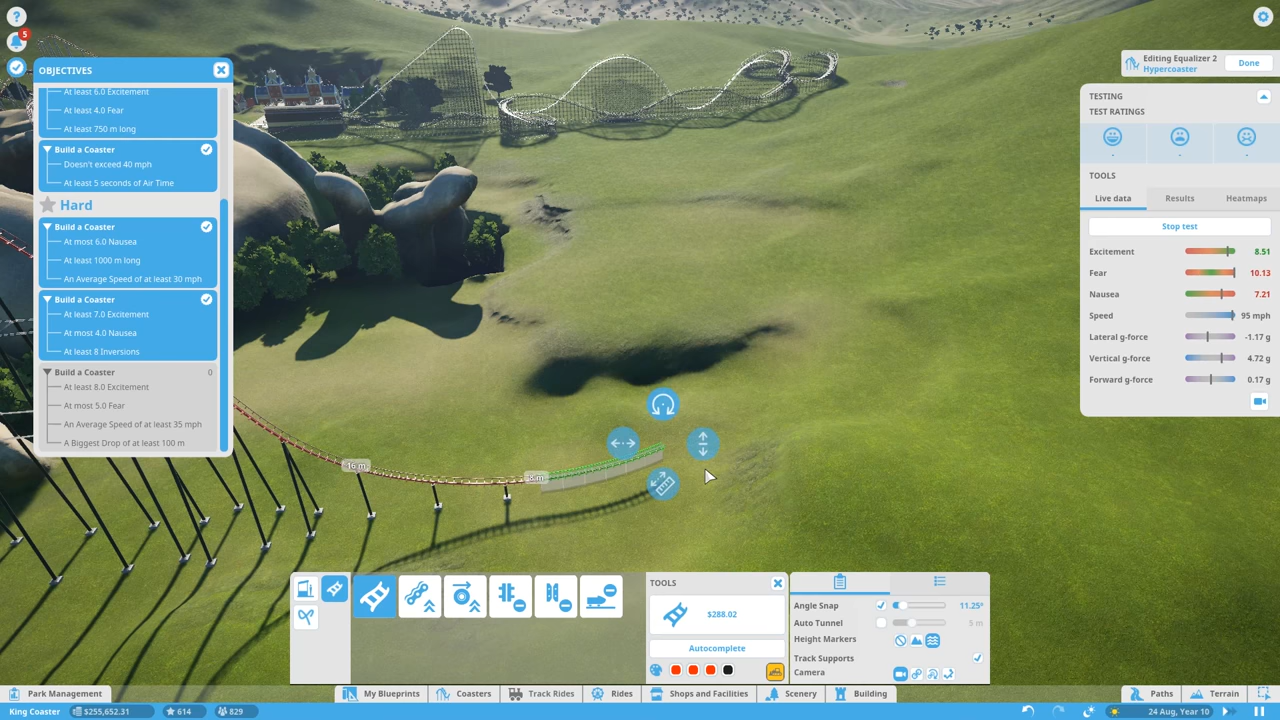 ?
5
OBJECTIVES
At least 6.0 Excitement
At least 4.0 Fear
At least 750 m long
Build a Coaster
Doesn't exceed 40 mph
At least 5 seconds of Air Time
Hard
Build a Coaster
At most 6.0 Nausea
At least 1000 m long
An Average Speed of at least 30 mph
Build a Coaster
At least 7.0 Excitement
At most 4.0 Nausea
At least 8 Inversions
Build a Coaster 0
At least 8.0 Excitement
At most 5.0 Fear
An Average Speed of at least 35 mph
A Biggest Drop of at least 100 m
16 m
8 m
Editing Equalizer 2
Hypercoaster
Done
TESTING
TEST RATINGS
- - -
TOOLS
Live data Results Heatmaps
Stop test
Excitement 8.51
Fear 10.13
Nausea 7.21
Speed 95 mph
Lateral g-force -1.17 g
Vertical g-force 4.72 g
Forward g-force 0.17 g
TOOLS
$288.02
Autocomplete
Angle Snap 11.25°
Auto Tunnel 3 m
Height Markers
Track Supports
Camera
Park Management My Blueprints Coasters Track Rides Rides Shops and Facilities Scenery Building Paths Terrain
King Coaster $255,652.31 614 829 24 Aug, Year 10